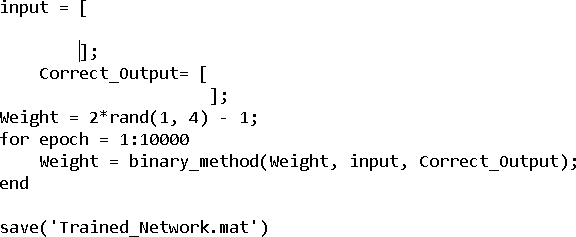 input = [
];
Correct_Output= [
];
Weight = 2*rand(1, 4) - 1;
for epoch = 1:10000
Weight = binary_method(Weight, input, Correct_Output);
end
save('Trained_Network.mat')